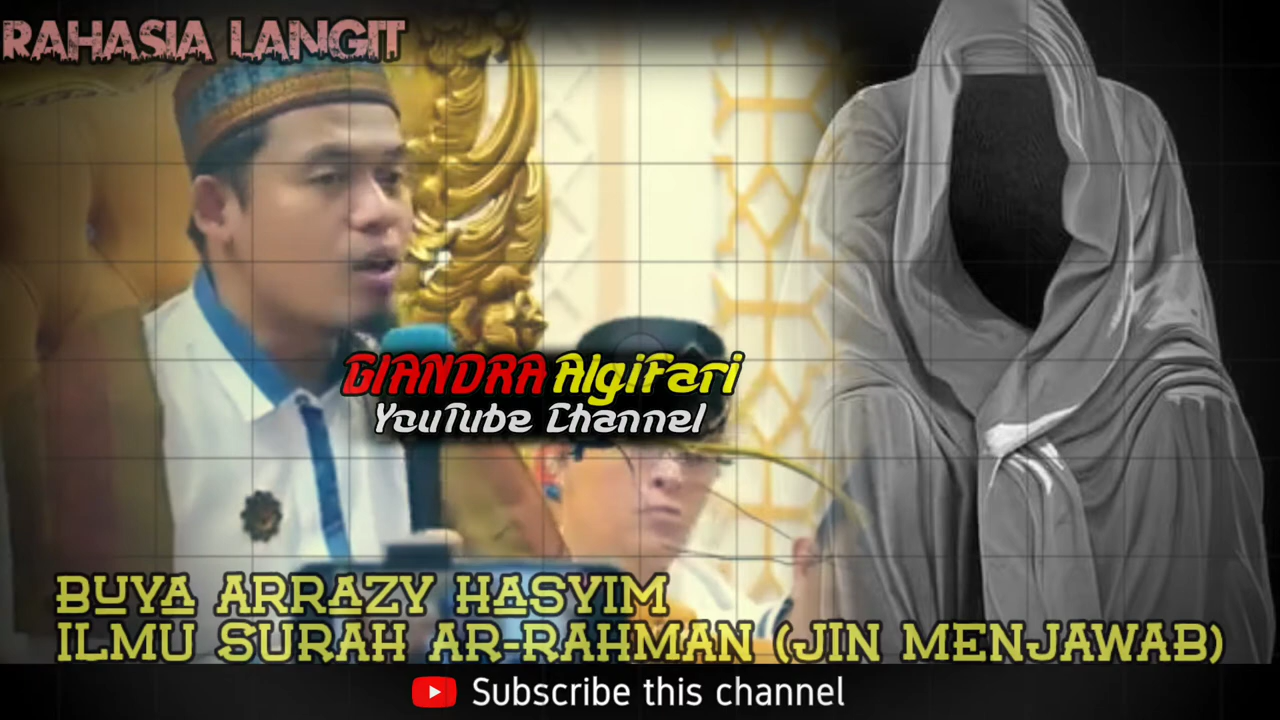 RAHASIA LANGIT
GIANDRA AlgiFari
YouTube Channel
BUYA ARRAZY HASYIM
ILMU SURAH AR-RAHMAN (JIN MENJAWAB)
Subscribe this channel